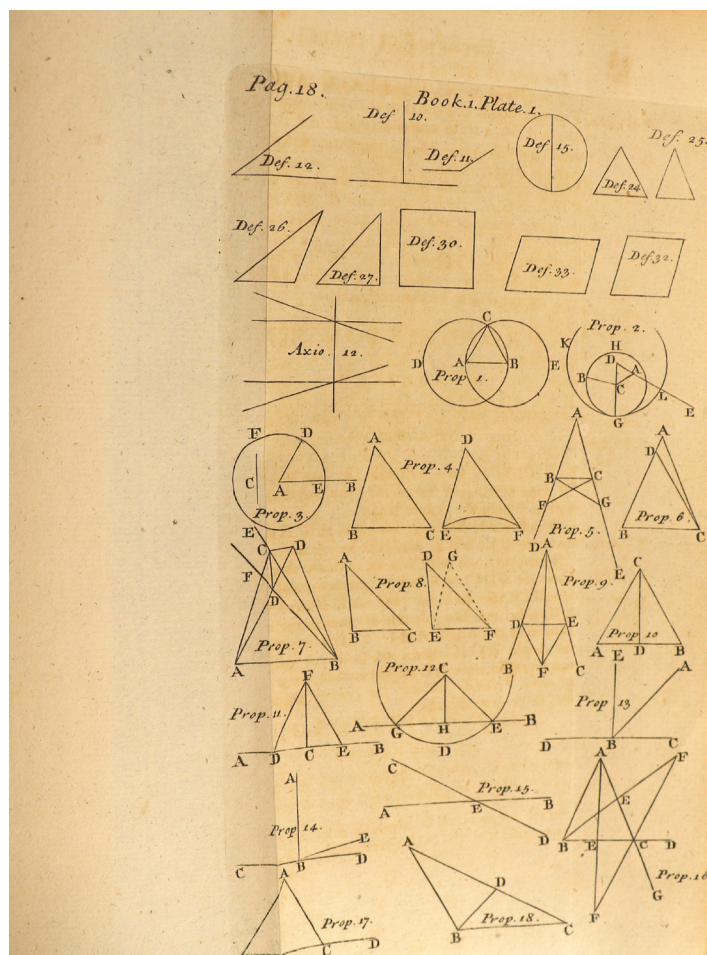 Pag.18.
Book.1.Plate.1.
Def 10.
Def. 12.
Def. 11.
Def 15.
Def. 24
Def. 25.
Def. 26.
Def. 27.
Def. 30.
Def. 33.
Def. 32.
Axio. 12.
D A B E C
Prop 1.
Prop. 2.
K H D A B C L E G
F D C A E B
Prop. 3.
A B C D E F
Prop. 4.
A B C F G D E
Prop. 5.
A D B C
Prop. 6.
E C D F D A B
Prop. 7.
A B C D G E F
Prop. 8.
A D E B F C
Prop. 9.
C A D B
Prop 10
F A D C E B
Prop. 11.
Prop. 12
C A G H E B D
E A D B C
Prop 13
A C B E D
Prop 14.
C A E B D
Prop. 15.
A F E B E C D F G
Prop. 16
A C D
Prop. 17.
A D B C
Prop. 18.